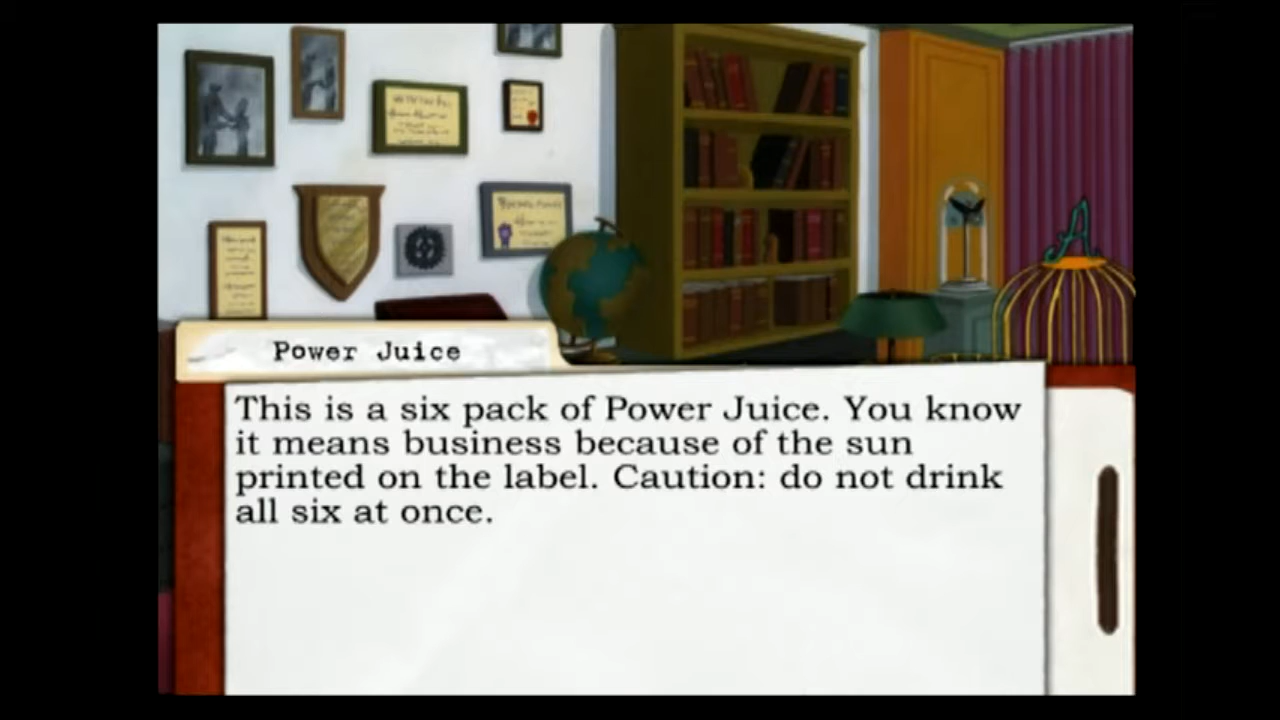 Power Juice
This is a six pack of Power Juice. You know
it means business because of the sun
printed on the label. Caution: do not drink
all six at once.